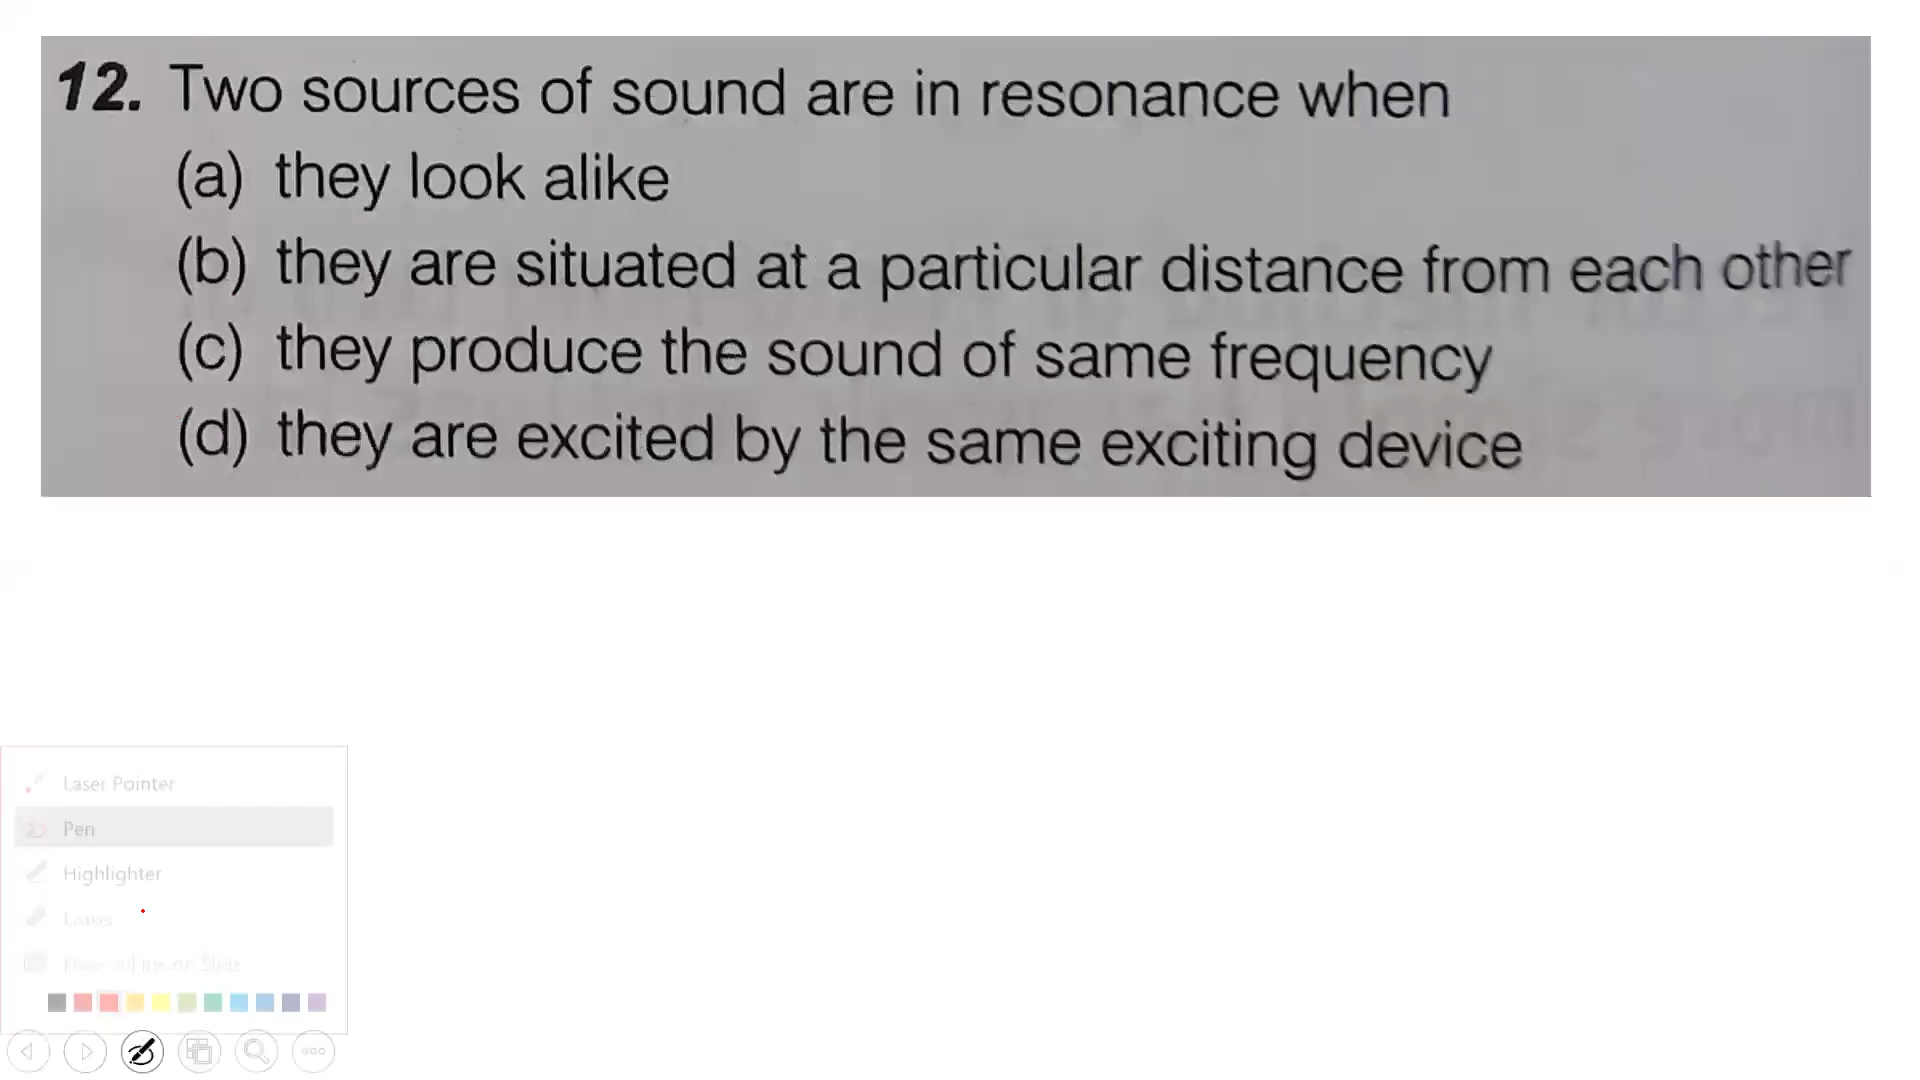 12. Two sources of sound are in resonance when
(a) they look alike
(b) they are situated at a particular distance from each other
(c) they produce the sound of same frequency
(d) they are excited by the same exciting device
Laser Pointer
Pen
Highlighter